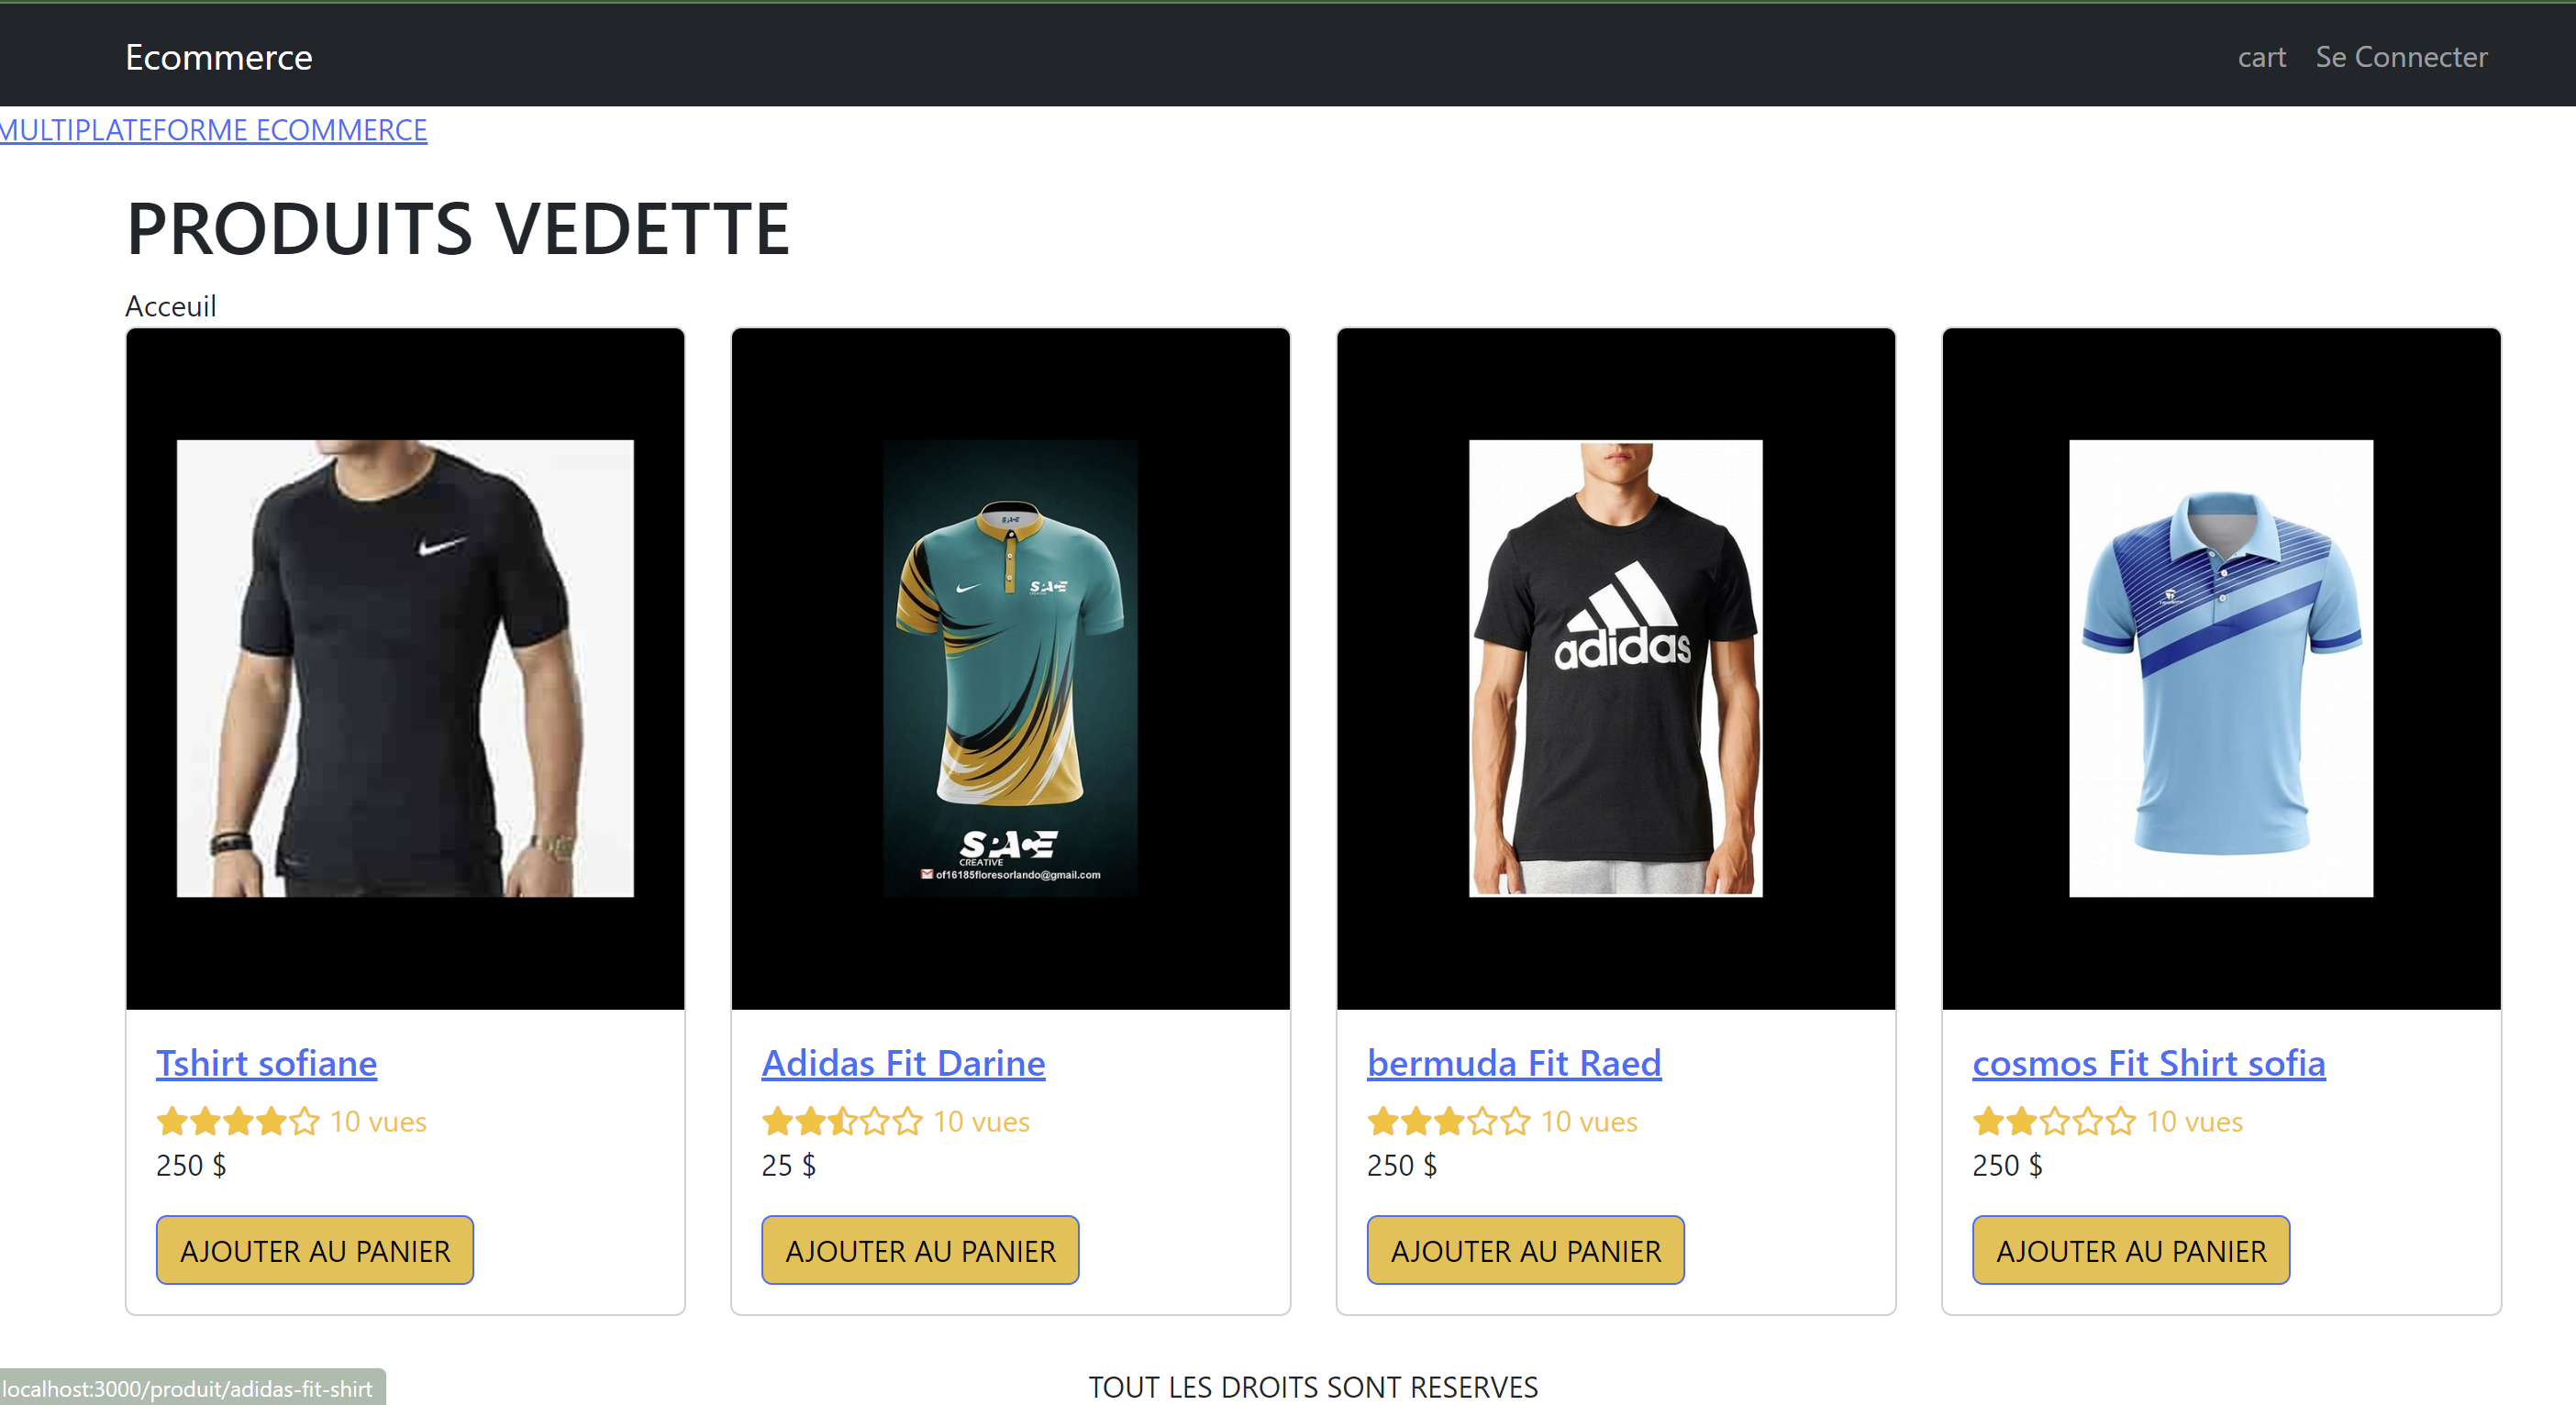 Ecommerce
cart Se Connecter
MULTIPLATEFORME ECOMMERCE
PRODUITS VEDETTE
Acceuil
SPACE
SPACE
CREATIVE
of16185floresorlando@gmail.com
adidas
Tshirt sofiane
10 vues
250 $
AJOUTER AU PANIER
Adidas Fit Darine
10 vues
25 $
AJOUTER AU PANIER
bermuda Fit Raed
10 vues
250 $
AJOUTER AU PANIER
cosmos Fit Shirt sofia
10 vues
250 $
AJOUTER AU PANIER
localhost:3000/produit/adidas-fit-shirt
TOUT LES DROITS SONT RESERVES